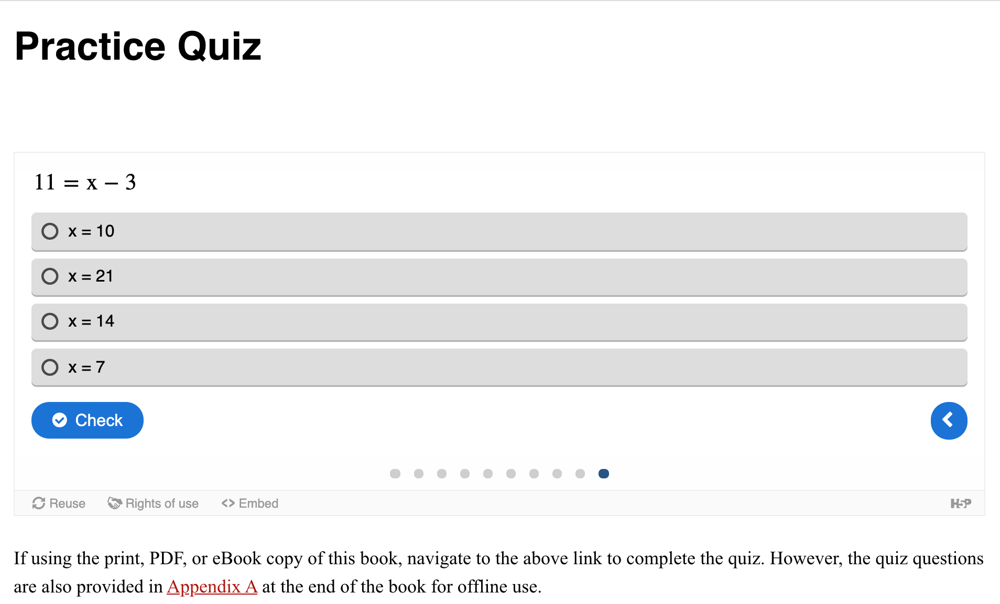 Practice Quiz
11 = x − 3
x = 10
x = 21
x = 14
x = 7
Check
Reuse Rights of use <> Embed H5P
If using the print, PDF, or eBook copy of this book, navigate to the above link to complete the quiz. However, the quiz questions
are also provided in Appendix A at the end of the book for offline use.